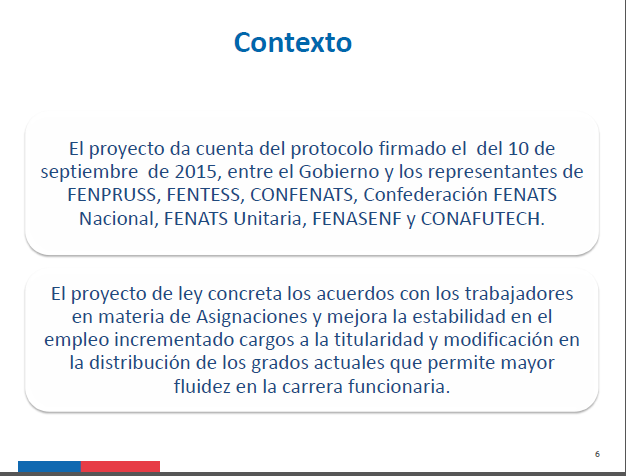 Contexto
El proyecto da cuenta del protocolo firmado el  del 10 de
septiembre  de 2015, entre el Gobierno y los representantes de
FENPRUSS, FENTESS, CONFENATS, Confederación FENATS
Nacional, FENATS Unitaria, FENASENF y CONAFUTECH.
El proyecto de ley concreta los acuerdos con los trabajadores
en materia de Asignaciones y mejora la estabilidad en el
empleo incrementado cargos a la titularidad y modificación en
la distribución de los grados actuales que permite mayor
fluidez en la carrera funcionaria.
6